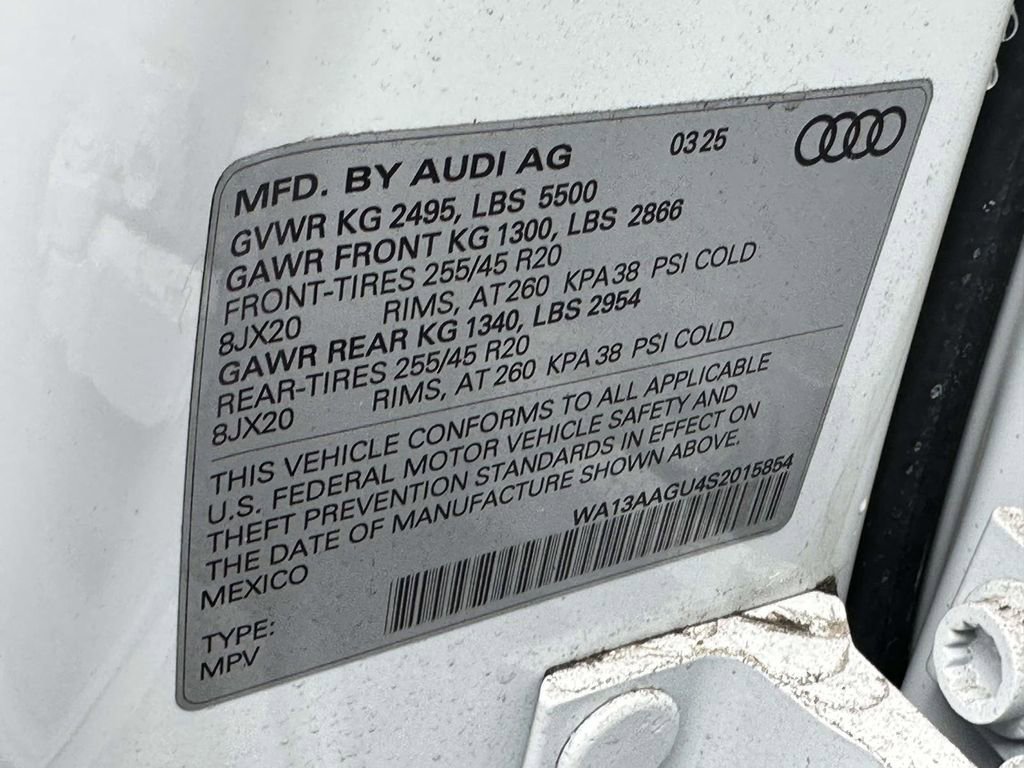 MFD. BY AUDI AG 0325
GVWR KG 2495, LBS 5500
GAWR FRONT KG 1300, LBS 2866
FRONT-TIRES 255/45 R20
8JX20 RIMS, AT 260 KPA 38 PSI COLD
GAWR REAR KG 1340, LBS 2954
REAR-TIRES 255/45 R20
8JX20 RIMS, AT 260 KPA 38 PSI COLD
THIS VEHICLE CONFORMS TO ALL APPLICABLE
U.S. FEDERAL MOTOR VEHICLE SAFETY AND
THEFT PREVENTION STANDARDS IN EFFECT ON
THE DATE OF MANUFACTURE SHOWN ABOVE.
MEXICO WA13AAGU4S2015854
TYPE:
MPV